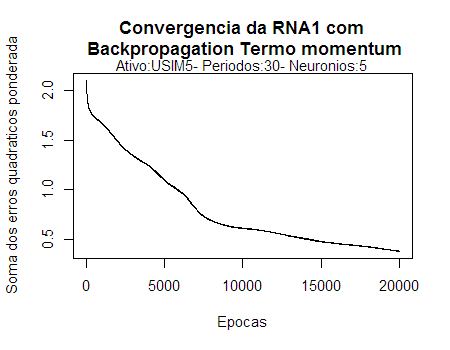 Convergencia da RNA1 com
Backpropagation Termo momentum
Ativo:USIM5- Periodos:30- Neuronios:5
Soma dos erros quadraticos ponderada
2.0
1.5
1.0
0.5
0
5000
10000
15000
20000
Epocas